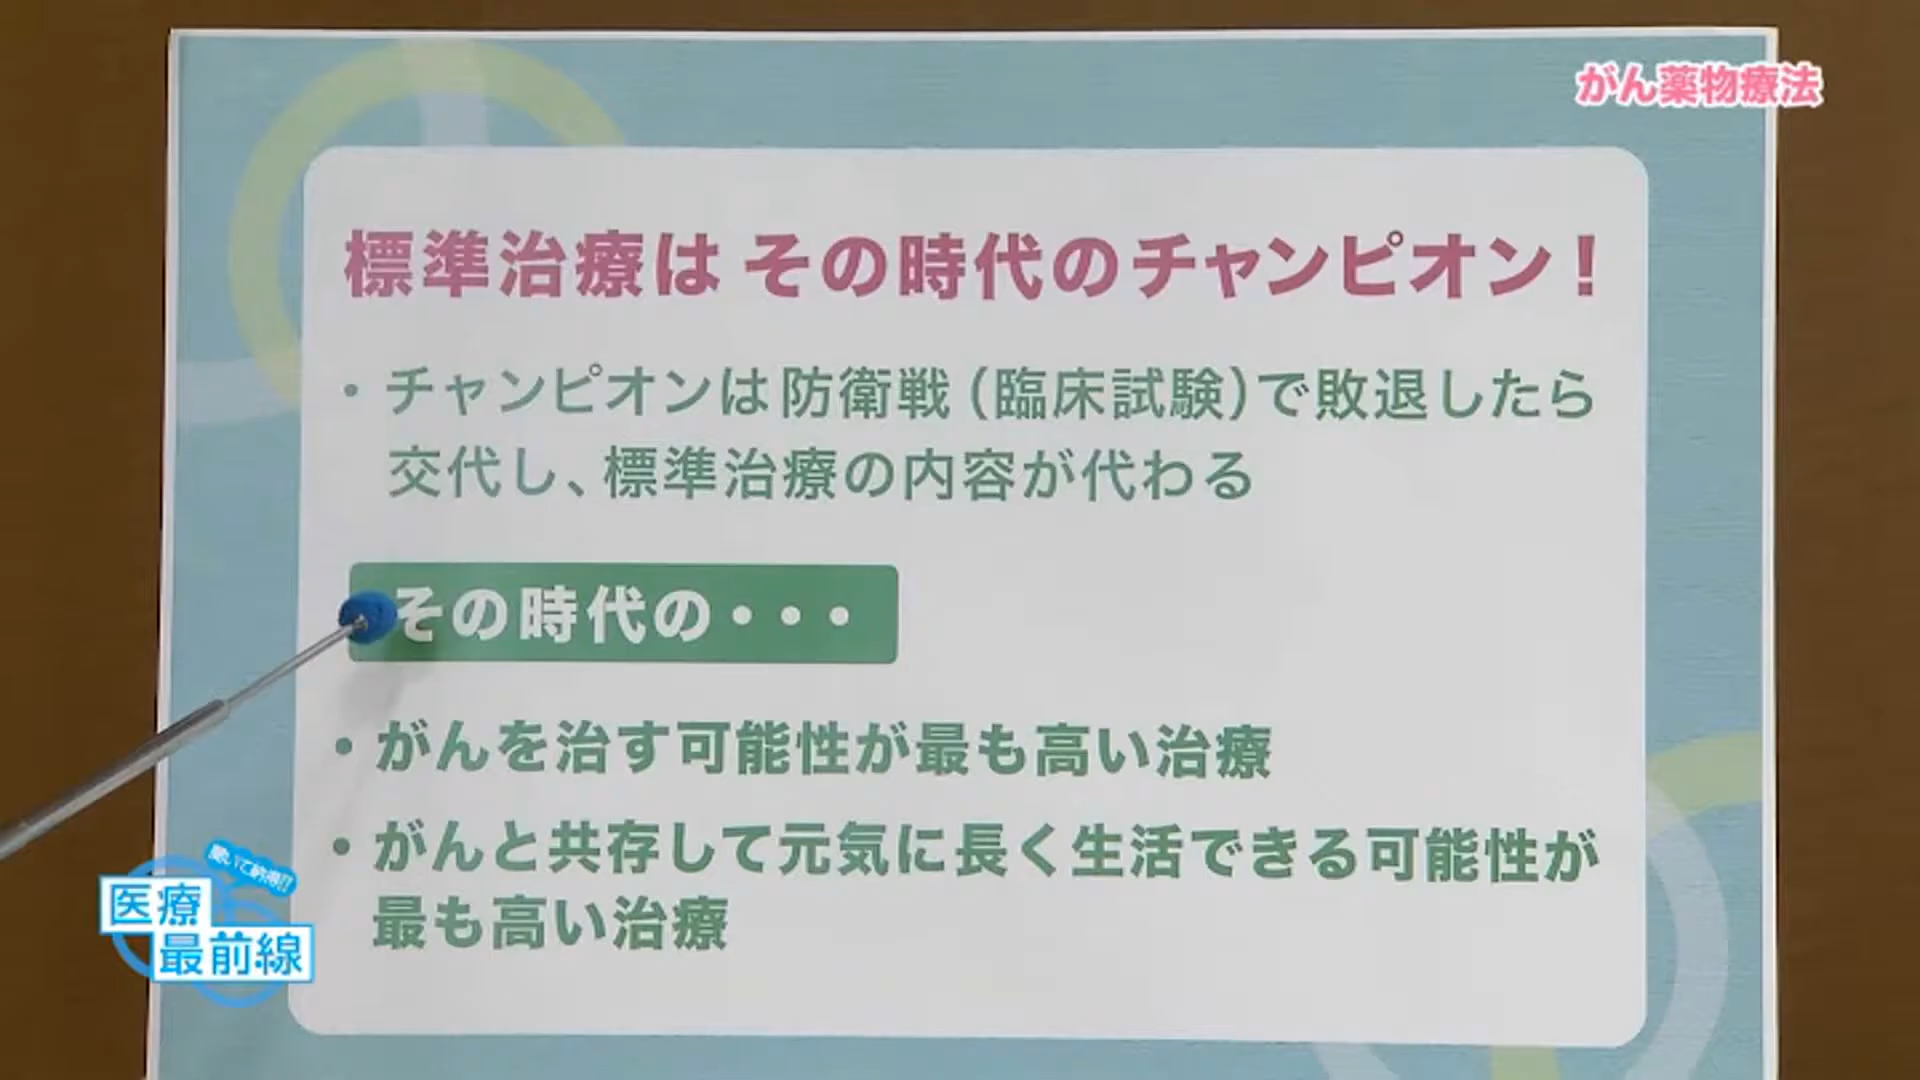 がん薬物療法
標準治療は その時代のチャンピオン！
・チャンピオンは防衛戦（臨床試験）で敗退したら
交代し、標準治療の内容が代わる
その時代の・・・
・がんを治す可能性が最も高い治療
・がんと共存して元気に長く生活できる可能性が
最も高い治療
聞いて納得!!
医療
最前線